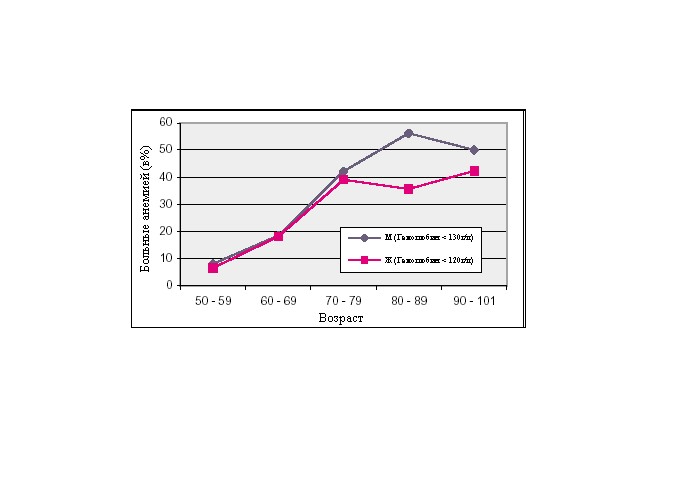 Больные анемией (в%)
60
50
40
30
20
10
0
50 - 59
60 - 69
70 - 79
80 - 89
90 - 101
Возраст
М (Гемоглобин < 130г/л)
Ж (Гемоглобин < 120г/л)